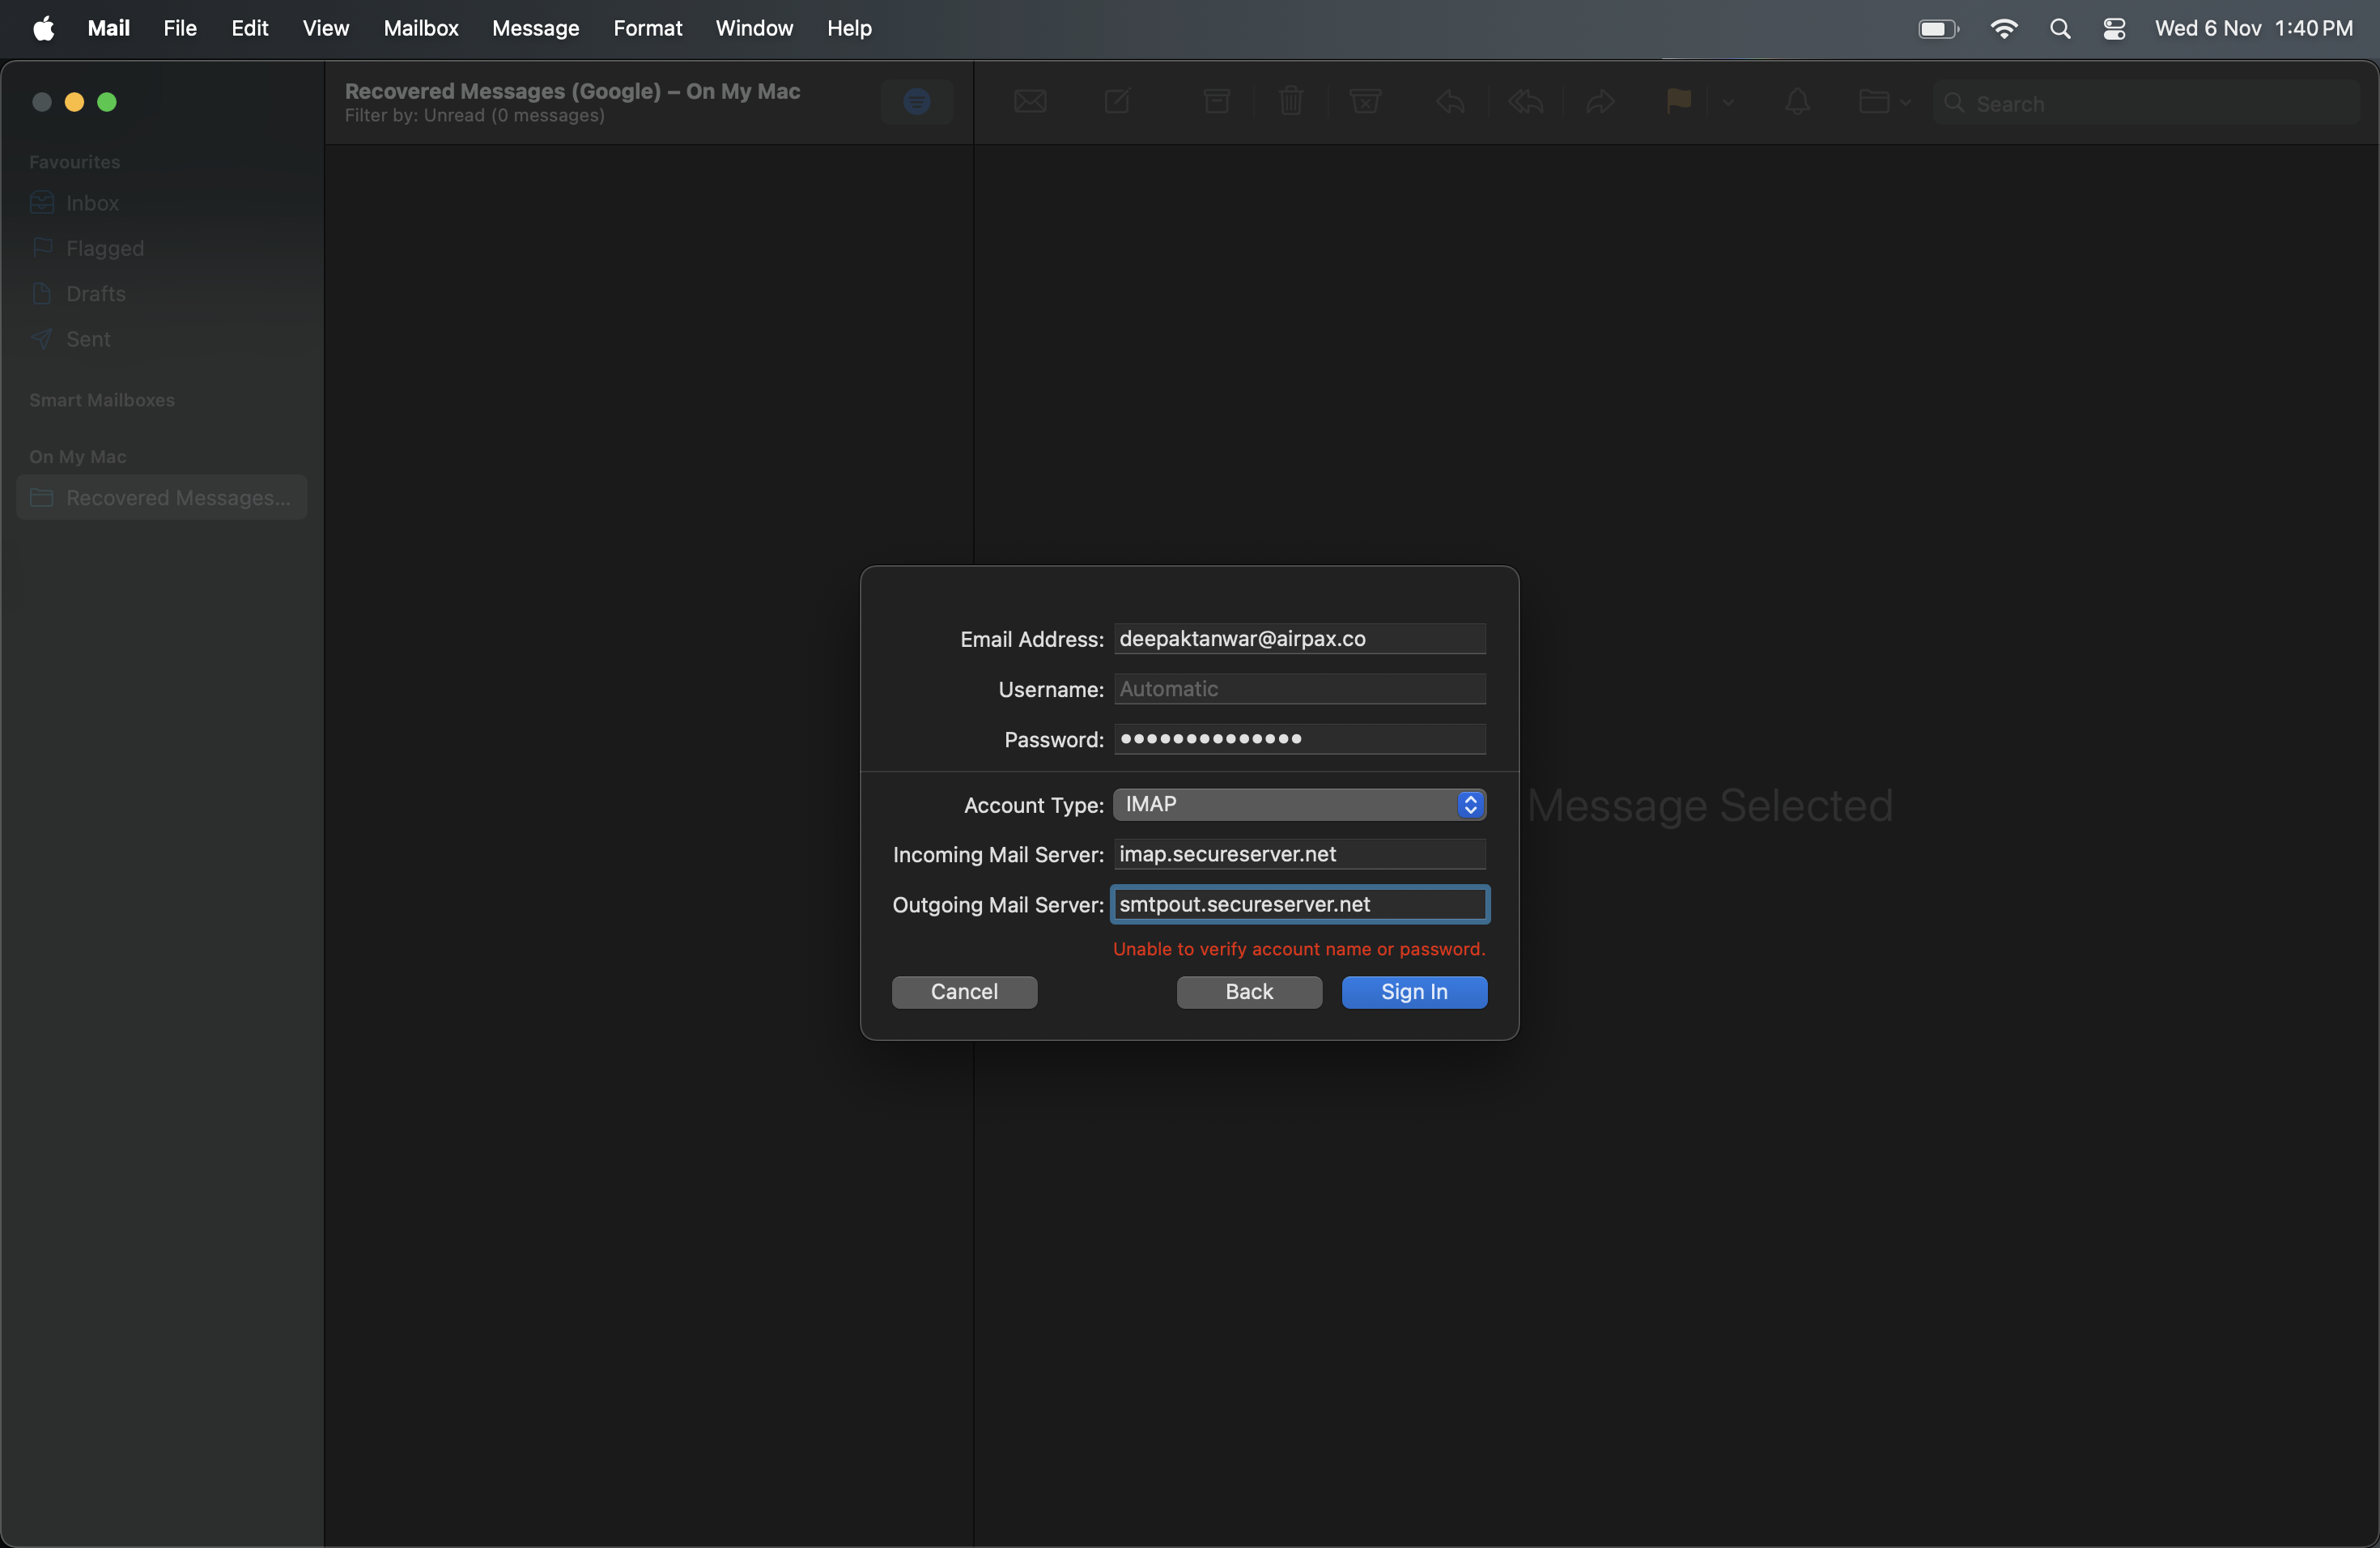 Mail File Edit View Mailbox Message Format Window Help Wed 6 Nov 1:40 PM
Recovered Messages (Google) – On My Mac
Filter by: Unread (0 messages)
Search
Favourites
Inbox
Flagged
Drafts
Sent
Smart Mailboxes
On My Mac
Recovered Messages...
Message Selected
Email Address: deepaktanwar@airpax.co
Username: Automatic
Password: ••••••••••••••
Account Type: IMAP
Incoming Mail Server: imap.secureserver.net
Outgoing Mail Server: smtpout.secureserver.net
Unable to verify account name or password.
Cancel Back Sign In